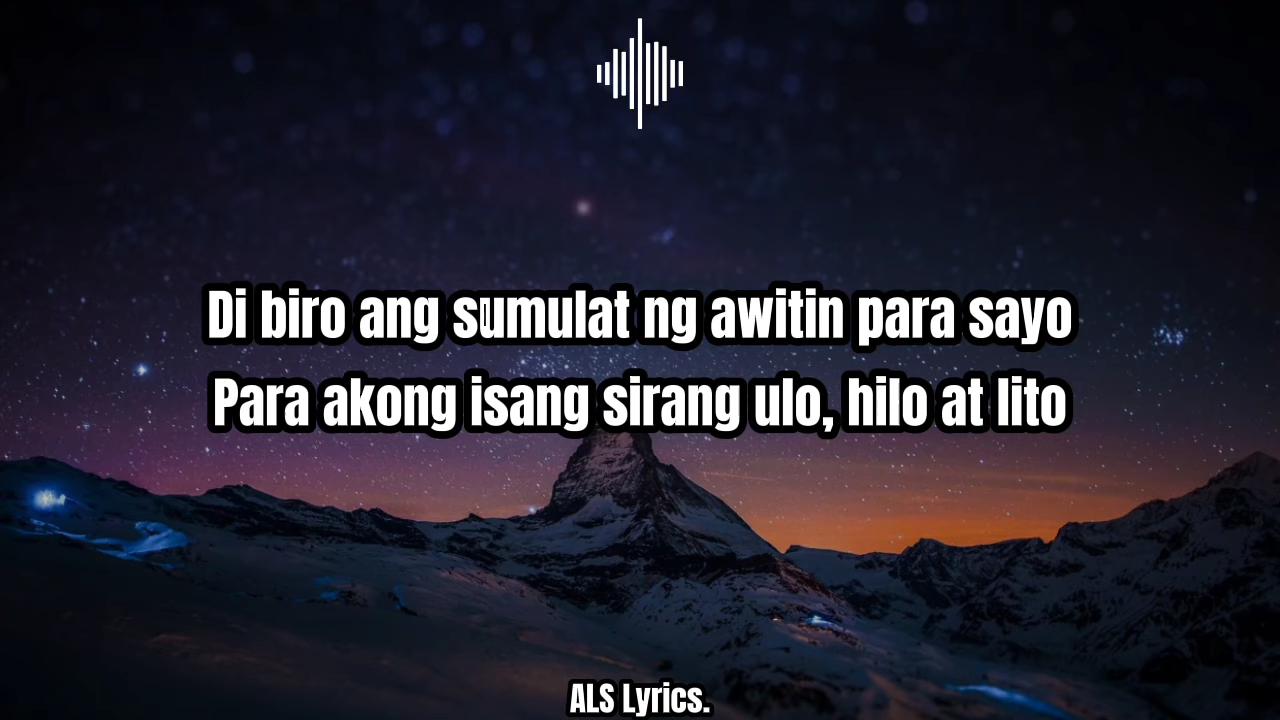 Di biro ang sumulat ng awitin para sayo
Para akong isang sirang ulo, hilo at lito
ALS Lyrics.